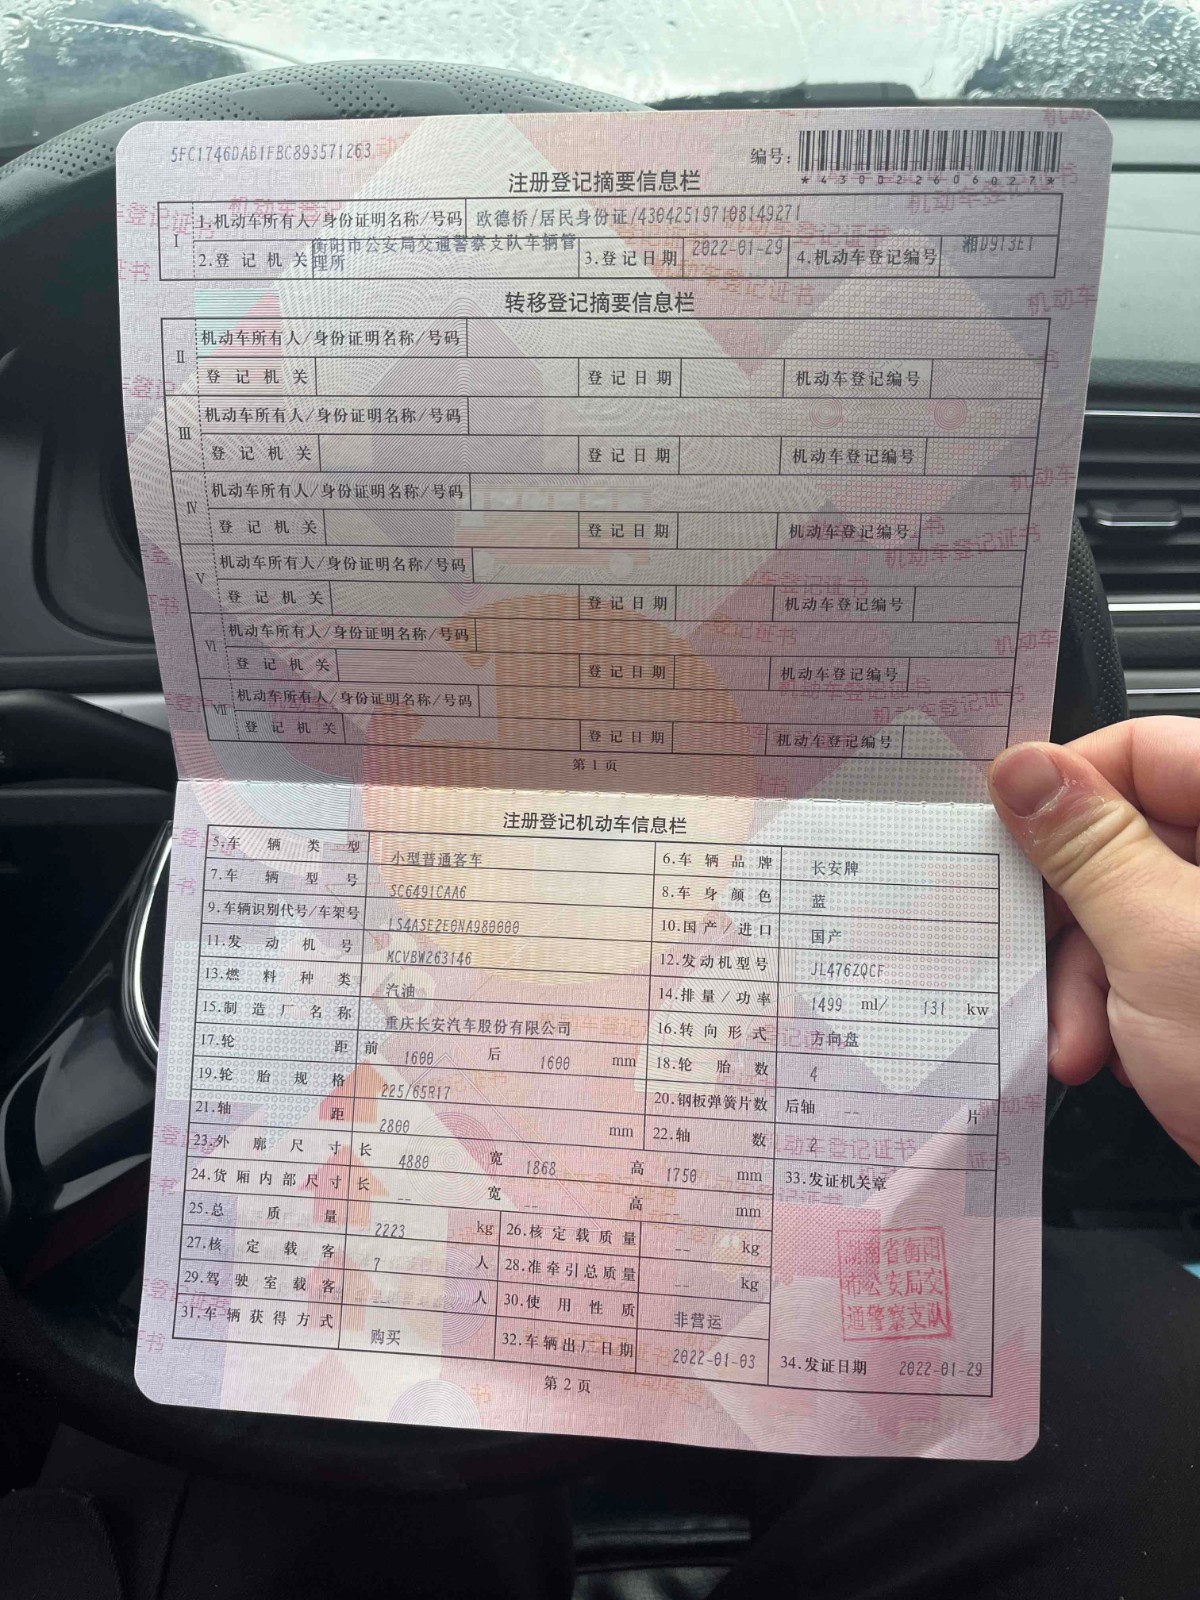 5FC1746DAB1FBC893571263
编号：
*430022606027*
注册登记摘要信息栏
I
1.机动车所有人/身份证明名称/号码 欧德桥/居民身份证/430425197108149271
2.登记机关 衡阳市公安局交通警察支队车辆管理所 3.登记日期 2022-01-29 4.机动车登记编号
转移登记摘要信息栏
II
机动车所有人/身份证明名称/号码
登记机关 登记日期 机动车登记编号
III
机动车所有人/身份证明名称/号码
登记机关 登记日期 机动车登记编号
IV
机动车所有人/身份证明名称/号码
登记机关 登记日期 机动车登记编号
V
机动车所有人/身份证明名称/号码
登记机关 登记日期 机动车登记编号
VI
机动车所有人/身份证明名称/号码
登记机关 登记日期 机动车登记编号
VII
机动车所有人/身份证明名称/号码
登记机关 登记日期 机动车登记编号
第1页
注册登记机动车信息栏
5.车辆类型 小型普通客车 6.车辆品牌 长安牌
7.车辆型号 SC6491CAA6 8.车身颜色 蓝
9.车辆识别代号/车架号 LS4ASE2E0NA980000 10.国产/进口 国产
11.发动机号 MCVBW263146 12.发动机型号 JL476ZQCF
13.燃料种类 汽油 14.排量/功率 1499 ml/ 131 kw
15.制造厂名称 重庆长安汽车股份有限公司 16.转向形式 方向盘
17.轮距 前 1600 后 1600 mm 18.轮胎数 4
19.轮胎规格 225/65R17 20.钢板弹簧片数 后轴 -- 片
21.轴距 2800 mm 22.轴数 2
23.外廓尺寸 长 4880 宽 1868 高 1750 mm 33.发证机关章
24.货厢内部尺寸 长 -- 宽 -- 高 -- mm
25.总质量 2223 kg 26.核定载质量 -- kg
27.核定载客 7 人 28.准牵引总质量 -- kg
29.驾驶室载客 人 30.使用性质 非营运
31.车辆获得方式 购买 32.车辆出厂日期 2022-01-03 34.发证日期 2022-01-29
湖南省衡阳
市公安局交
通警察支队
第2页